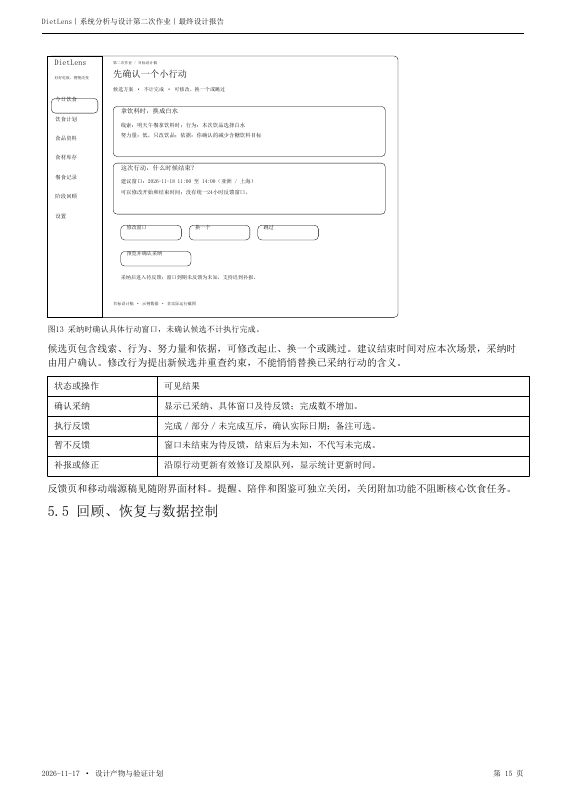 DietLens | 系统分析与设计第二次作业 | 最终设计报告
DietLens
今日饮食
饮食计划
食品资料
食材库存
餐食记录
阶段回顾
设置
第二次作业 / 目标设计稿
先确认一个小行动
候选方案 • 不计完成 • 可修改、换一个或跳过
拿饮料时，换成白水
线索：明天午餐拿饮料时；行为：本次饮品选择白水
努力量：低，只改饮品；依据：你确认的减少含糖饮料目标
这次行动，什么时候结束？
建议窗口：2026-11-18 11:00 至 14:00（亚洲 / 上海）
可以修改开始和结束时间；没有统一24小时反馈窗口。
修改窗口
换一个
跳过
预览并确认采纳
采纳后进入待反馈；窗口到期未反馈为未知，支持迟到补报。
目标设计稿 • 示例数据 • 非实际运行截图
图13 采纳时确认具体行动窗口，未确认候选不计执行完成。
候选页包含线索、行为、努力量和依据，可修改起止、换一个或跳过。建议结束时间对应本次场景，采纳时
由用户确认。修改行为提出新候选并重查约束，不能悄悄替换已采纳行动的含义。
状态或操作
可见结果
确认采纳
显示已采纳、具体窗口及待反馈；完成数不增加。
执行反馈
完成 / 部分 / 未完成互斥，确认实际日期；备注可选。
暂不反馈
窗口未结束为待反馈，结束后为未知，不代写未完成。
补报或修正
沿原行动更新有效修订及原队列，显示统计更新时间。
反馈页和移动端源稿见随附界面材料。提醒、陪伴和图鉴可独立关闭，关闭附加功能不阻断核心饮食任务。
5.5 回顾、恢复与数据控制
2026-11-17 • 设计产物与验证计划
第 15 页